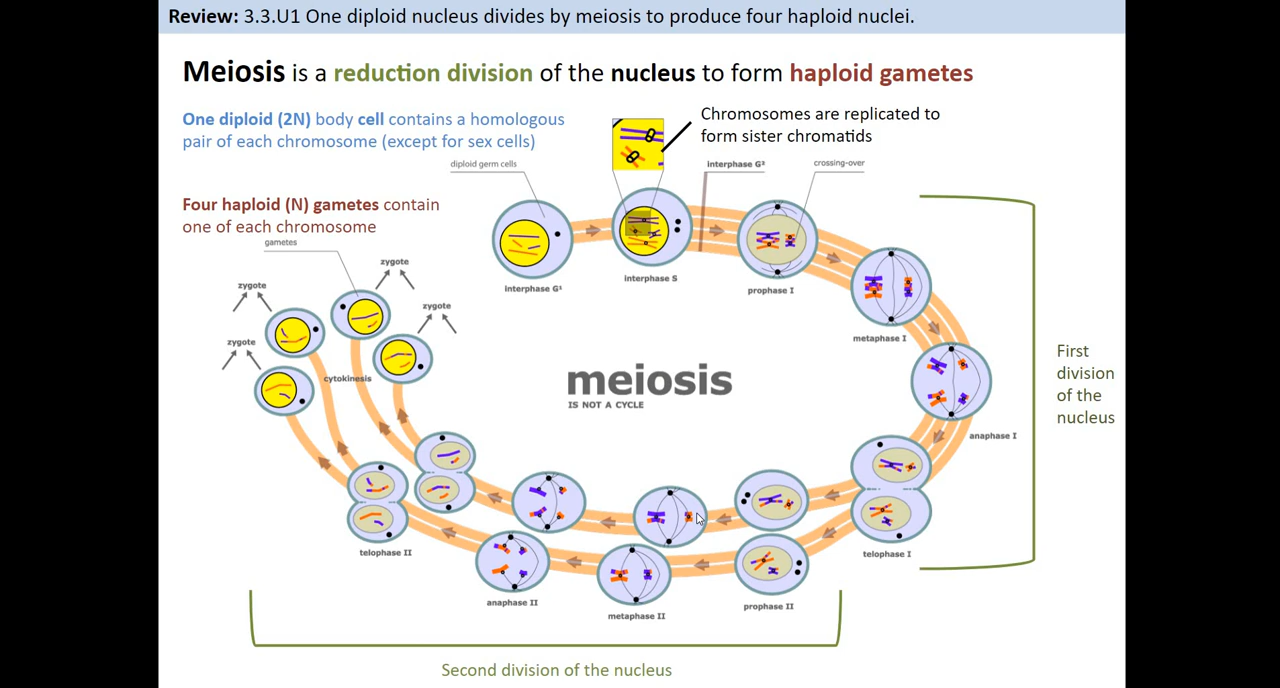 Review: 3.3.U1 One diploid nucleus divides by meiosis to produce four haploid nuclei.
Meiosis is a reduction division of the nucleus to form haploid gametes
One diploid (2N) body cell contains a homologous
pair of each chromosome (except for sex cells)
Chromosomes are replicated to
form sister chromatids
diploid germ cells
interphase G²
crossing-over
Four haploid (N) gametes contain
one of each chromosome
gametes
zygote
zygote
zygote
zygote
interphase G¹
interphase S
prophase I
metaphase I
cytokinesis
meiosis
IS NOT A CYCLE
First
division
of the
nucleus
anaphase I
telophase I
telophase II
anaphase II
metaphase II
prophase II
Second division of the nucleus